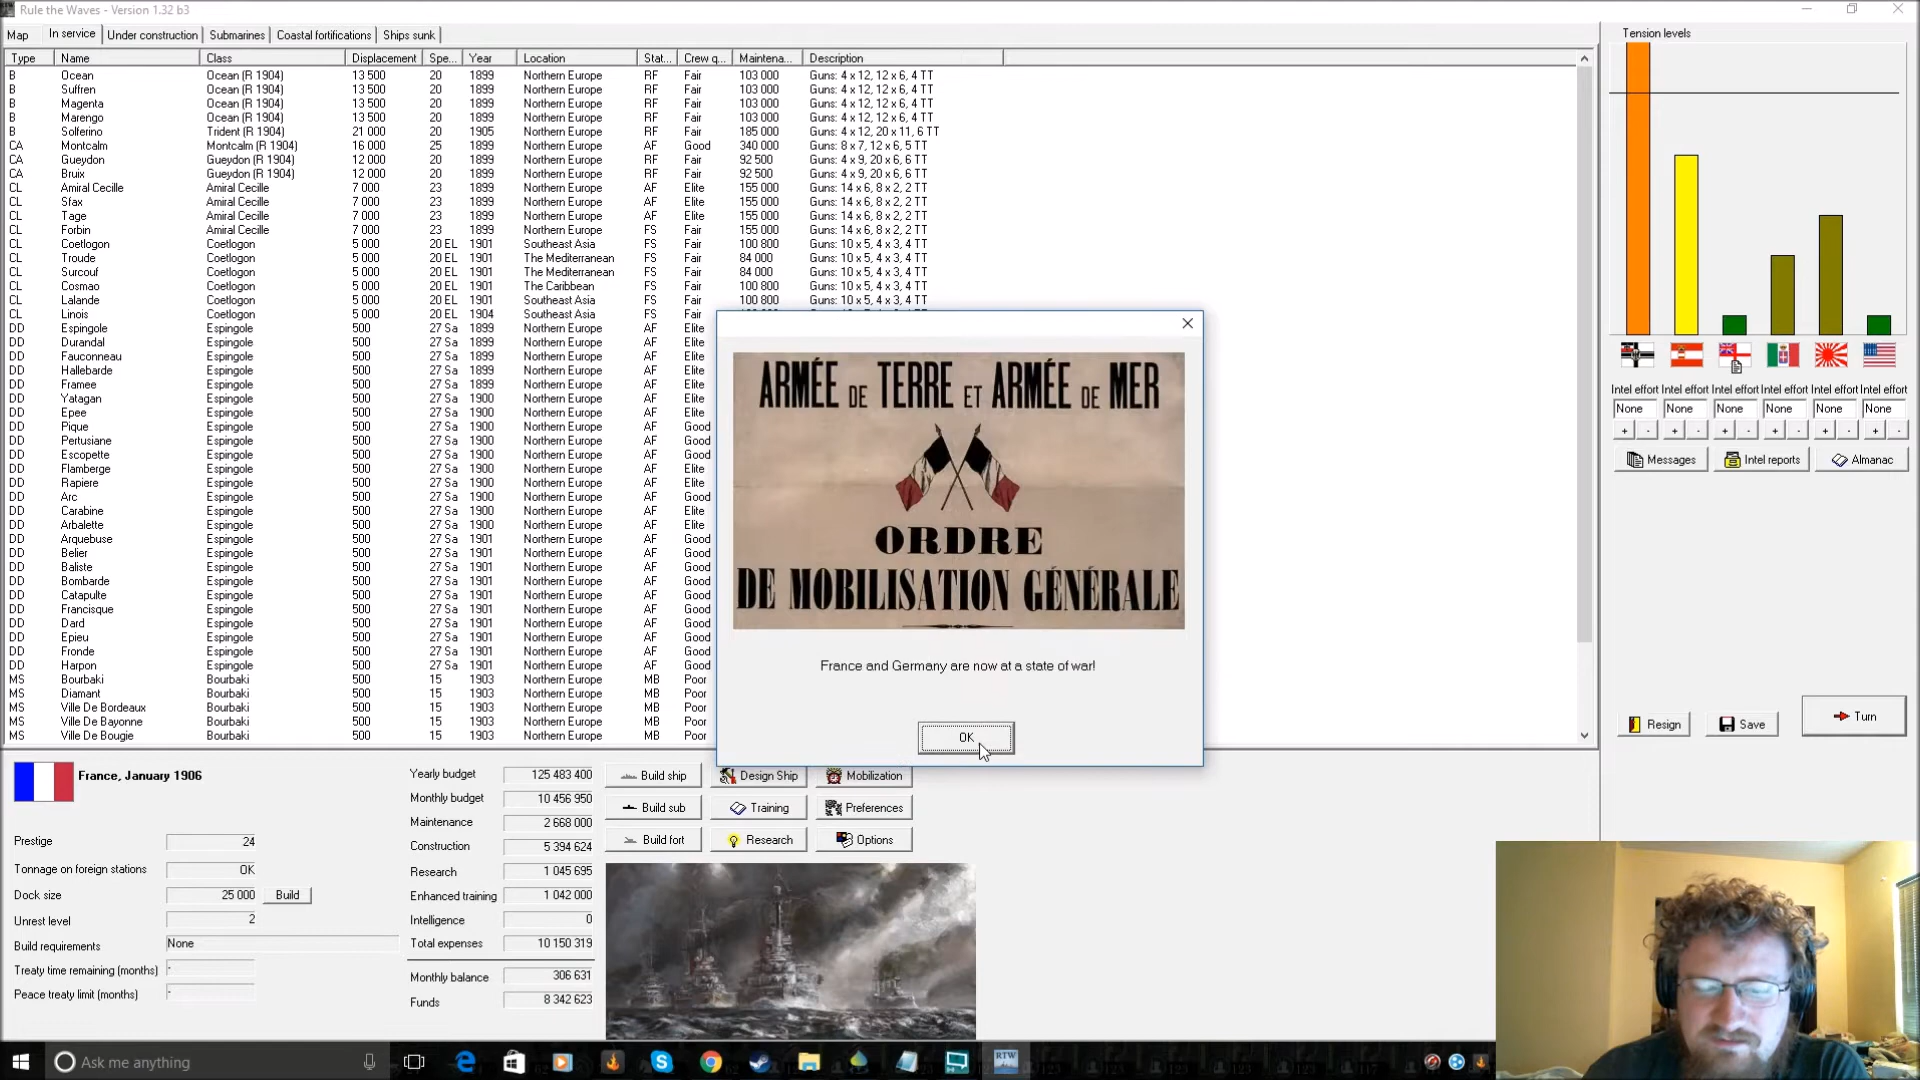 Rule the Waves - Version 1.32 b3
Map In service Under construction Submarines Coastal fortifications Ships sunk
Type Name Class Displacement Spe... Year Location Stat... Crew q... Maintena... Description
B Ocean Ocean (R 1904) 13 500 20 1899 Northern Europe RF Fair 103 000 Guns: 4 x 12, 12 x 6, 4 TT
B Suffren Ocean (R 1904) 13 500 20 1899 Northern Europe RF Fair 103 000 Guns: 4 x 12, 12 x 6, 4 TT
B Magenta Ocean (R 1904) 13 500 20 1899 Northern Europe RF Fair 103 000 Guns: 4 x 12, 12 x 6, 4 TT
B Marengo Ocean (R 1904) 13 500 20 1899 Northern Europe RF Fair 103 000 Guns: 4 x 12, 12 x 6, 4 TT
B Solferino Trident (R 1904) 21 000 20 1905 Northern Europe RF Fair 185 000 Guns: 4 x 12, 20 x 11, 6 TT
CA Montcalm Montcalm (R 1904) 16 000 25 1899 Northern Europe AF Good 340 000 Guns: 8 x 7, 12 x 6, 5 TT
CA Gueydon Gueydon (R 1904) 12 000 20 1899 Northern Europe RF Fair 92 500 Guns: 4 x 9, 20 x 6, 6 TT
CA Bruix Gueydon (R 1904) 12 000 20 1899 Northern Europe RF Fair 92 500 Guns: 4 x 9, 20 x 6, 6 TT
CL Amiral Cecille Amiral Cecille 7 000 23 1899 Northern Europe AF Elite 155 000 Guns: 14 x 6, 8 x 2, 2 TT
CL Sfax Amiral Cecille 7 000 23 1899 Northern Europe AF Elite 155 000 Guns: 14 x 6, 8 x 2, 2 TT
CL Tage Amiral Cecille 7 000 23 1899 Northern Europe AF Elite 155 000 Guns: 14 x 6, 8 x 2, 2 TT
CL Forbin Amiral Cecille 7 000 23 1899 Northern Europe AF Elite 155 000 Guns: 14 x 6, 8 x 2, 2 TT
CL Coetlogon Coetlogon 5 000 20 EL 1901 Southeast Asia FS Fair 100 800 Guns: 10 x 5, 4 x 3, 4 TT
CL Troude Coetlogon 5 000 20 EL 1901 The Mediterranean FS Fair 84 000 Guns: 10 x 5, 4 x 3, 4 TT
CL Surcouf Coetlogon 5 000 20 EL 1901 The Mediterranean FS Fair 84 000 Guns: 10 x 5, 4 x 3, 4 TT
CL Cosmao Coetlogon 5 000 20 EL 1901 The Caribbean FS Fair 100 800 Guns: 10 x 5, 4 x 3, 4 TT
CL Lalande Coetlogon 5 000 20 EL 1901 Southeast Asia FS Fair 100 800 Guns: 10 x 5, 4 x 3, 4 TT
CL Linois Coetlogon 5 000 20 EL 1904 Southeast Asia FS Fair
DD Espingole Espingole 500 27 Sa 1899 Northern Europe AF Elite
DD Durandal Espingole 500 27 Sa 1899 Northern Europe AF Elite
DD Fauconneau Espingole 500 27 Sa 1899 Northern Europe AF Elite
DD Hallebarde Espingole 500 27 Sa 1899 Northern Europe AF Elite
DD Framee Espingole 500 27 Sa 1899 Northern Europe AF Elite
DD Yatagan Espingole 500 27 Sa 1900 Northern Europe AF Elite
DD Epee Espingole 500 27 Sa 1900 Northern Europe AF Elite
DD Pique Espingole 500 27 Sa 1900 Northern Europe AF Good
DD Pertusiane Espingole 500 27 Sa 1900 Northern Europe AF Good
DD Escopette Espingole 500 27 Sa 1900 Northern Europe AF Good
DD Flamberge Espingole 500 27 Sa 1900 Northern Europe AF Elite
DD Rapiere Espingole 500 27 Sa 1900 Northern Europe AF Elite
DD Arc Espingole 500 27 Sa 1900 Northern Europe AF Good
DD Carabine Espingole 500 27 Sa 1900 Northern Europe AF Elite
DD Arbalette Espingole 500 27 Sa 1900 Northern Europe AF Elite
DD Arquebuse Espingole 500 27 Sa 1901 Northern Europe AF Good
DD Belier Espingole 500 27 Sa 1901 Northern Europe AF Good
DD Baliste Espingole 500 27 Sa 1901 Northern Europe AF Good
DD Bombarde Espingole 500 27 Sa 1901 Northern Europe AF Good
DD Catapulte Espingole 500 27 Sa 1901 Northern Europe AF Good
DD Francisque Espingole 500 27 Sa 1901 Northern Europe AF Good
DD Dard Espingole 500 27 Sa 1901 Northern Europe AF Good
DD Epieu Espingole 500 27 Sa 1901 Northern Europe AF Good
DD Fronde Espingole 500 27 Sa 1901 Northern Europe AF Good
DD Harpon Espingole 500 27 Sa 1901 Northern Europe AF Good
MS Bourbaki Bourbaki 500 15 1903 Northern Europe MB Poor
MS Diamant Bourbaki 500 15 1903 Northern Europe MB Poor
MS Ville De Bordeaux Bourbaki 500 15 1903 Northern Europe MB Poor
MS Ville De Bayonne Bourbaki 500 15 1903 Northern Europe MB Poor
MS Ville De Bougie Bourbaki 500 15 1903 Northern Europe MB Poor
ARMÉE DE TERRE ET ARMÉE DE MER
ORDRE
DE MOBILISATION GÉNÉRALE
France and Germany are now at a state of war!
OK
Tension levels
Intel effort Intel effort Intel effort Intel effort Intel effort Intel effort
None None None None None None
+ - + - + - + - + - + -
Messages Intel reports Almanac
Resign Save Turn
France, January 1906
Prestige 24
Tonnage on foreign stations OK
Dock size 25 000 Build
Unrest level 2
Build requirements None
Treaty time remaining (months) -
Peace treaty limit (months) -
Yearly budget 125 483 400
Monthly budget 10 456 950
Maintenance 2 668 000
Construction 5 394 624
Research 1 045 695
Enhanced training 1 042 000
Intelligence 0
Total expenses 10 150 319
Monthly balance 306 631
Funds 8 342 623
Build ship Design Ship Mobilization
Build sub Training Preferences
Build fort Research Options
Ask me anything
RTW